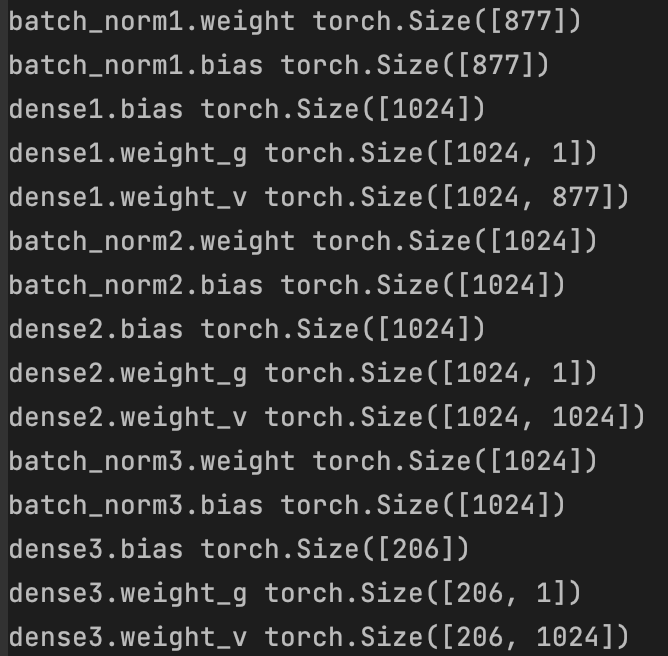 batch_norm1.weight torch.Size([877])
batch_norm1.bias torch.Size([877])
dense1.bias torch.Size([1024])
dense1.weight_g torch.Size([1024, 1])
dense1.weight_v torch.Size([1024, 877])
batch_norm2.weight torch.Size([1024])
batch_norm2.bias torch.Size([1024])
dense2.bias torch.Size([1024])
dense2.weight_g torch.Size([1024, 1])
dense2.weight_v torch.Size([1024, 1024])
batch_norm3.weight torch.Size([1024])
batch_norm3.bias torch.Size([1024])
dense3.bias torch.Size([206])
dense3.weight_g torch.Size([206, 1])
dense3.weight_v torch.Size([206, 1024])